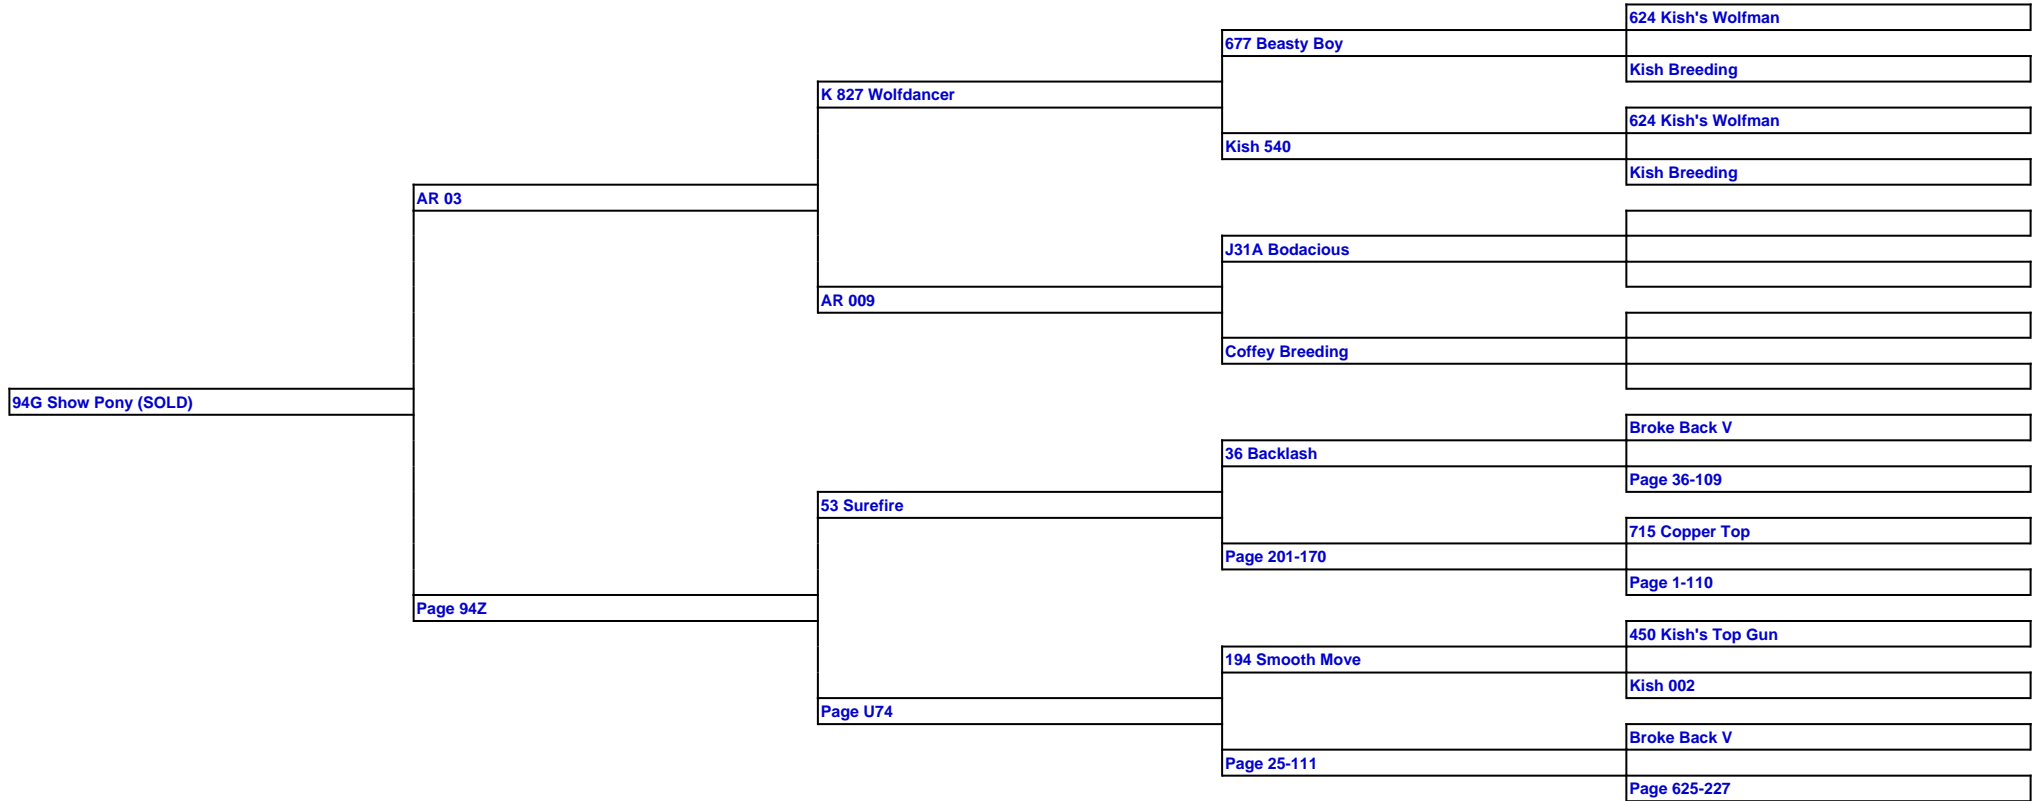 624 Kish's Wolfman
677 Beasty Boy
Kish Breeding
K 827 Wolfdancer
624 Kish's Wolfman
Kish 540
Kish Breeding
AR 03
J31A Bodacious
AR 009
Coffey Breeding
94G Show Pony (SOLD)
Broke Back V
36 Backlash
Page 36-109
53 Surefire
715 Copper Top
Page 201-170
Page 1-110
Page 94Z
450 Kish's Top Gun
194 Smooth Move
Kish 002
Page U74
Broke Back V
Page 25-111
Page 625-227